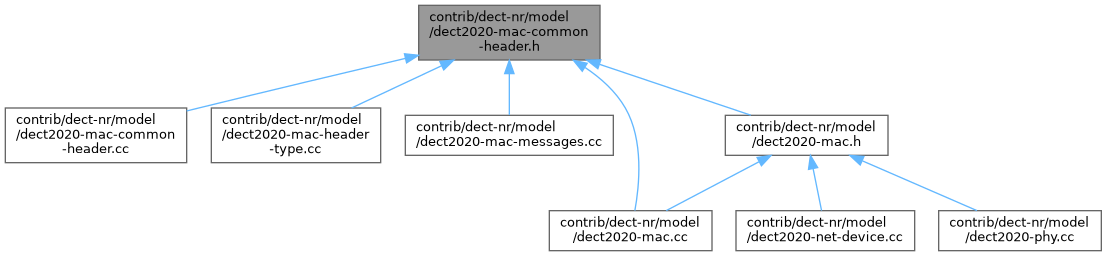 contrib/dect-nr/model
/dect2020-mac-common
-header.h
contrib/dect-nr/model
/dect2020-mac-common
-header.cc
contrib/dect-nr/model
/dect2020-mac-header
-type.cc
contrib/dect-nr/model
/dect2020-mac-messages.cc
contrib/dect-nr/model
/dect2020-mac.h
contrib/dect-nr/model
/dect2020-mac.cc
contrib/dect-nr/model
/dect2020-net-device.cc
contrib/dect-nr/model
/dect2020-phy.cc